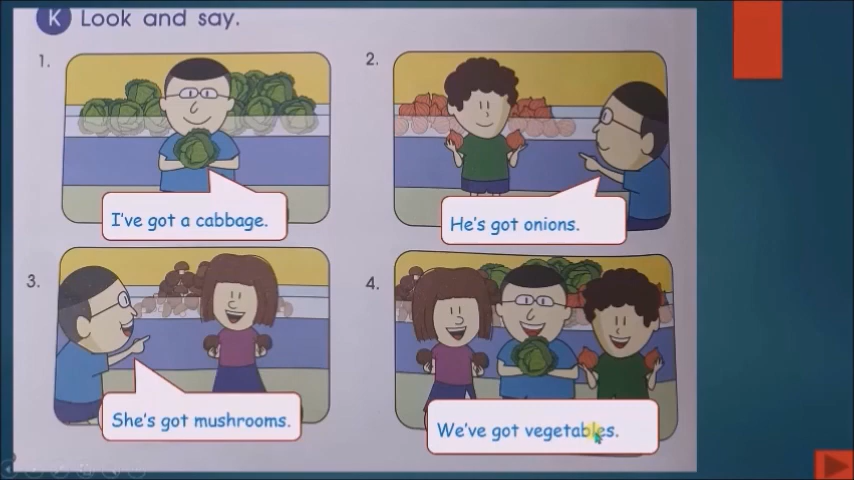 K Look and say.
1.
I've got a cabbage.
2.
He's got onions.
3.
She's got mushrooms.
4.
We've got vegetables.